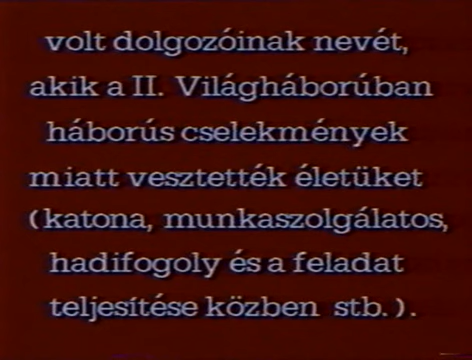 volt dolgozóinak nevét,
akik a II. Világháborúban
háborús cselekmények
miatt vesztették életüket
(katona, munkaszolgálatos,
hadifogoly és a feladat
teljesítése közben stb.).